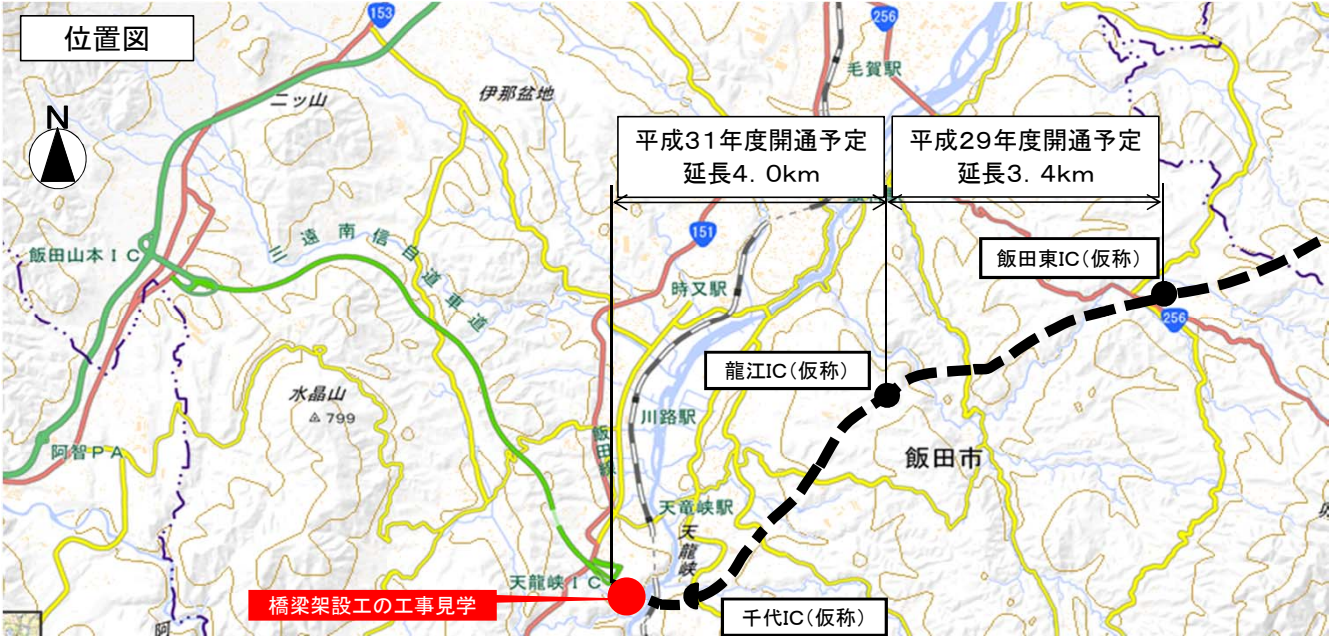 位置図
N
153
256
毛賀駅
二ッ山
伊那盆地
平成31年度開通予定
延長4．0km
平成29年度開通予定
延長3．4km
151
飯田山本ＩＣ
三遠南信自動車道
時又駅
飯田東IC(仮称)
256
龍江IC(仮称)
水晶山
799
川路駅
飯田線
飯田市
阿智ＰＡ
天竜峡駅
天龍峡
天龍峡ＩＣ
橋梁架設工の工事見学
千代IC(仮称)
阿